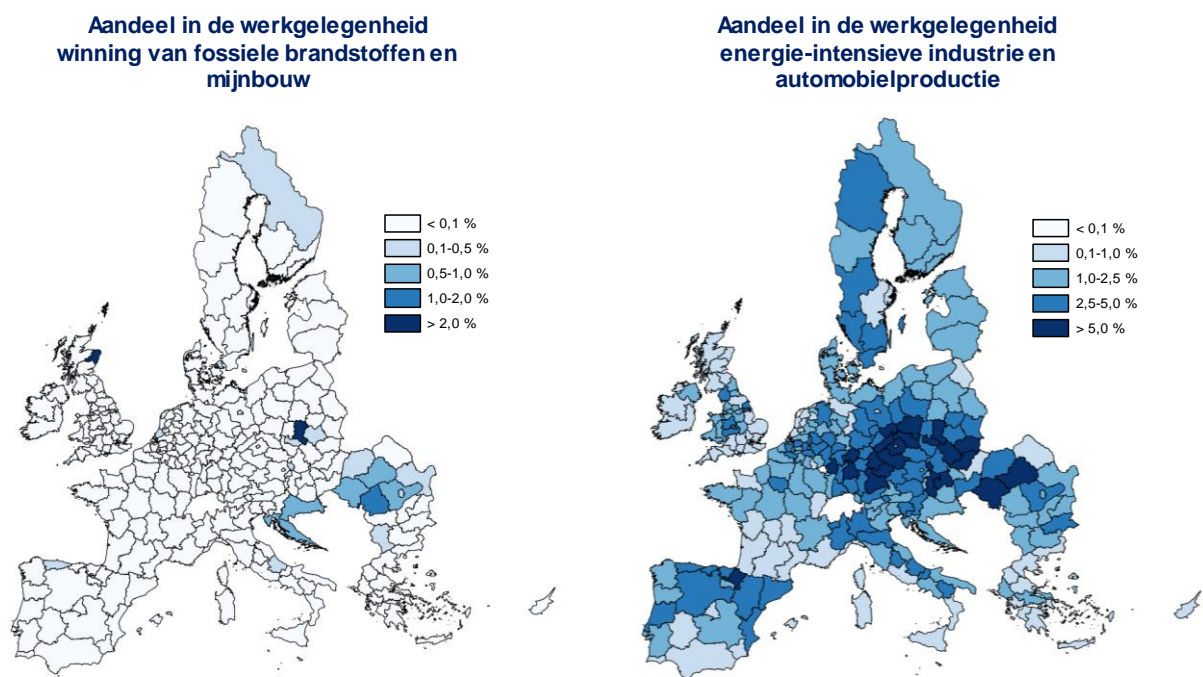 Aandeel in de werkgelegenheid
winning van fossiele brandstoffen en
mijnbouw
< 0,1 %
0,1-0,5 %
0,5-1,0 %
1,0-2,0 %
> 2,0 %
Aandeel in de werkgelegenheid
energie-intensieve industrie en
automobielproductie
< 0,1 %
0,1-1,0 %
1,0-2,5 %
2,5-5,0 %
> 5,0 %